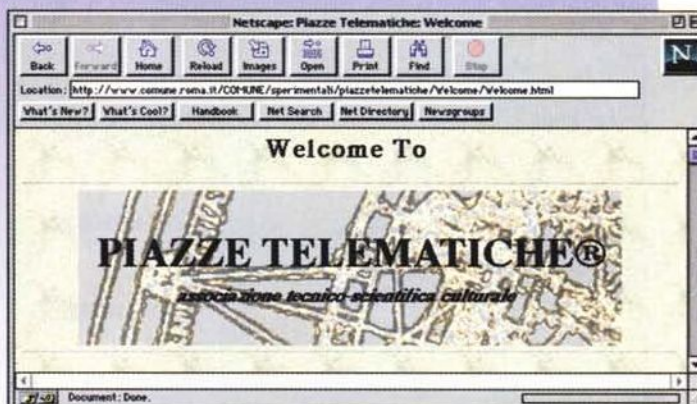 Netscape: Piazze Telematiche: Welcome
Back Forward Home Reload Images Open Print Find Stop
N
Location: http://www.comune.roma.it/COMUNE/sperimentali/piazzetelematiche/Welcome/Welcome.html
What's New? What's Cool? Handbook Net Search Net Directory Newsgroups
Welcome To
PIAZZE TELEMATICHE®
associazione tecnico-scientifica culturale
Document: Done.